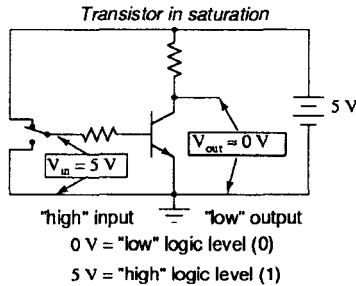 Transistor in saturation
5 V
V_in = 5 V
V_out ≈ 0 V
"high" input "low" output
0 V = "low" logic level (0)
5 V = "high" logic level (1)